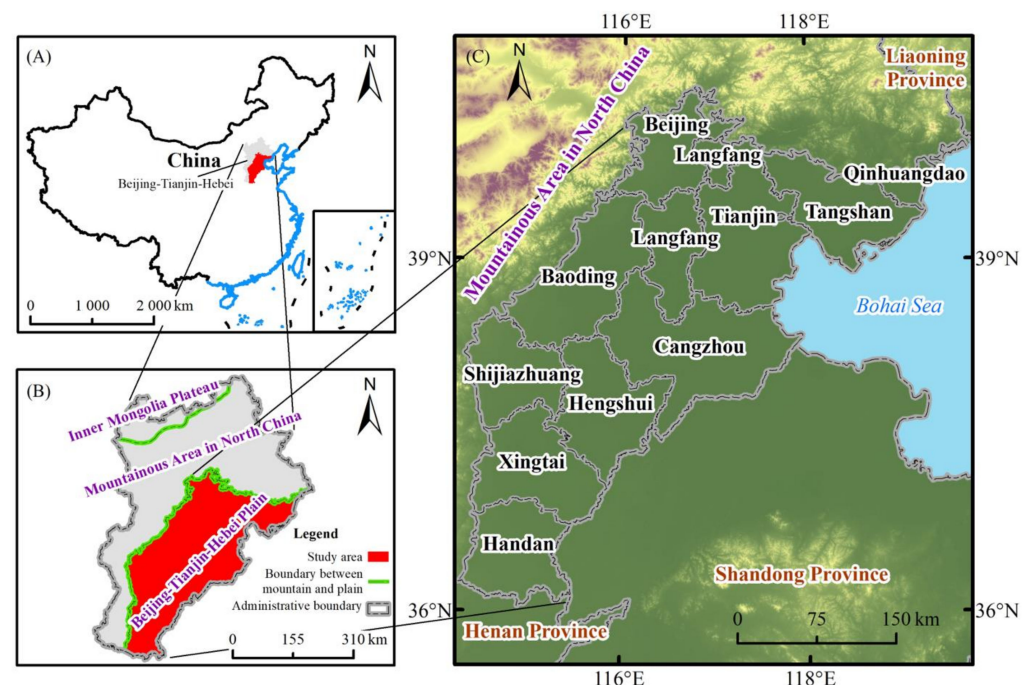 (A)
N
China
Beijing-Tianjin-Hebei
0 1 000 2 000 km
(B)
N
Inner Mongolia Plateau
Mountainous Area in North China
Beijing-Tianjin-Hebei Plain
Legend
Study area
Boundary between
mountain and plain
Administrative boundary
0 155 310 km
116°E 118°E
(C)
N
Mountainous Area in North China
Liaoning
Province
Beijing
Langfang
Qinhuangdao
Tianjin
Tangshan
Langfang
39°N
39°N
Baoding
Bohai Sea
Cangzhou
Shijiazhuang
Hengshui
Xingtai
Handan
Shandong Province
36°N
36°N
Henan Province
0 75 150 km
116°E 118°E